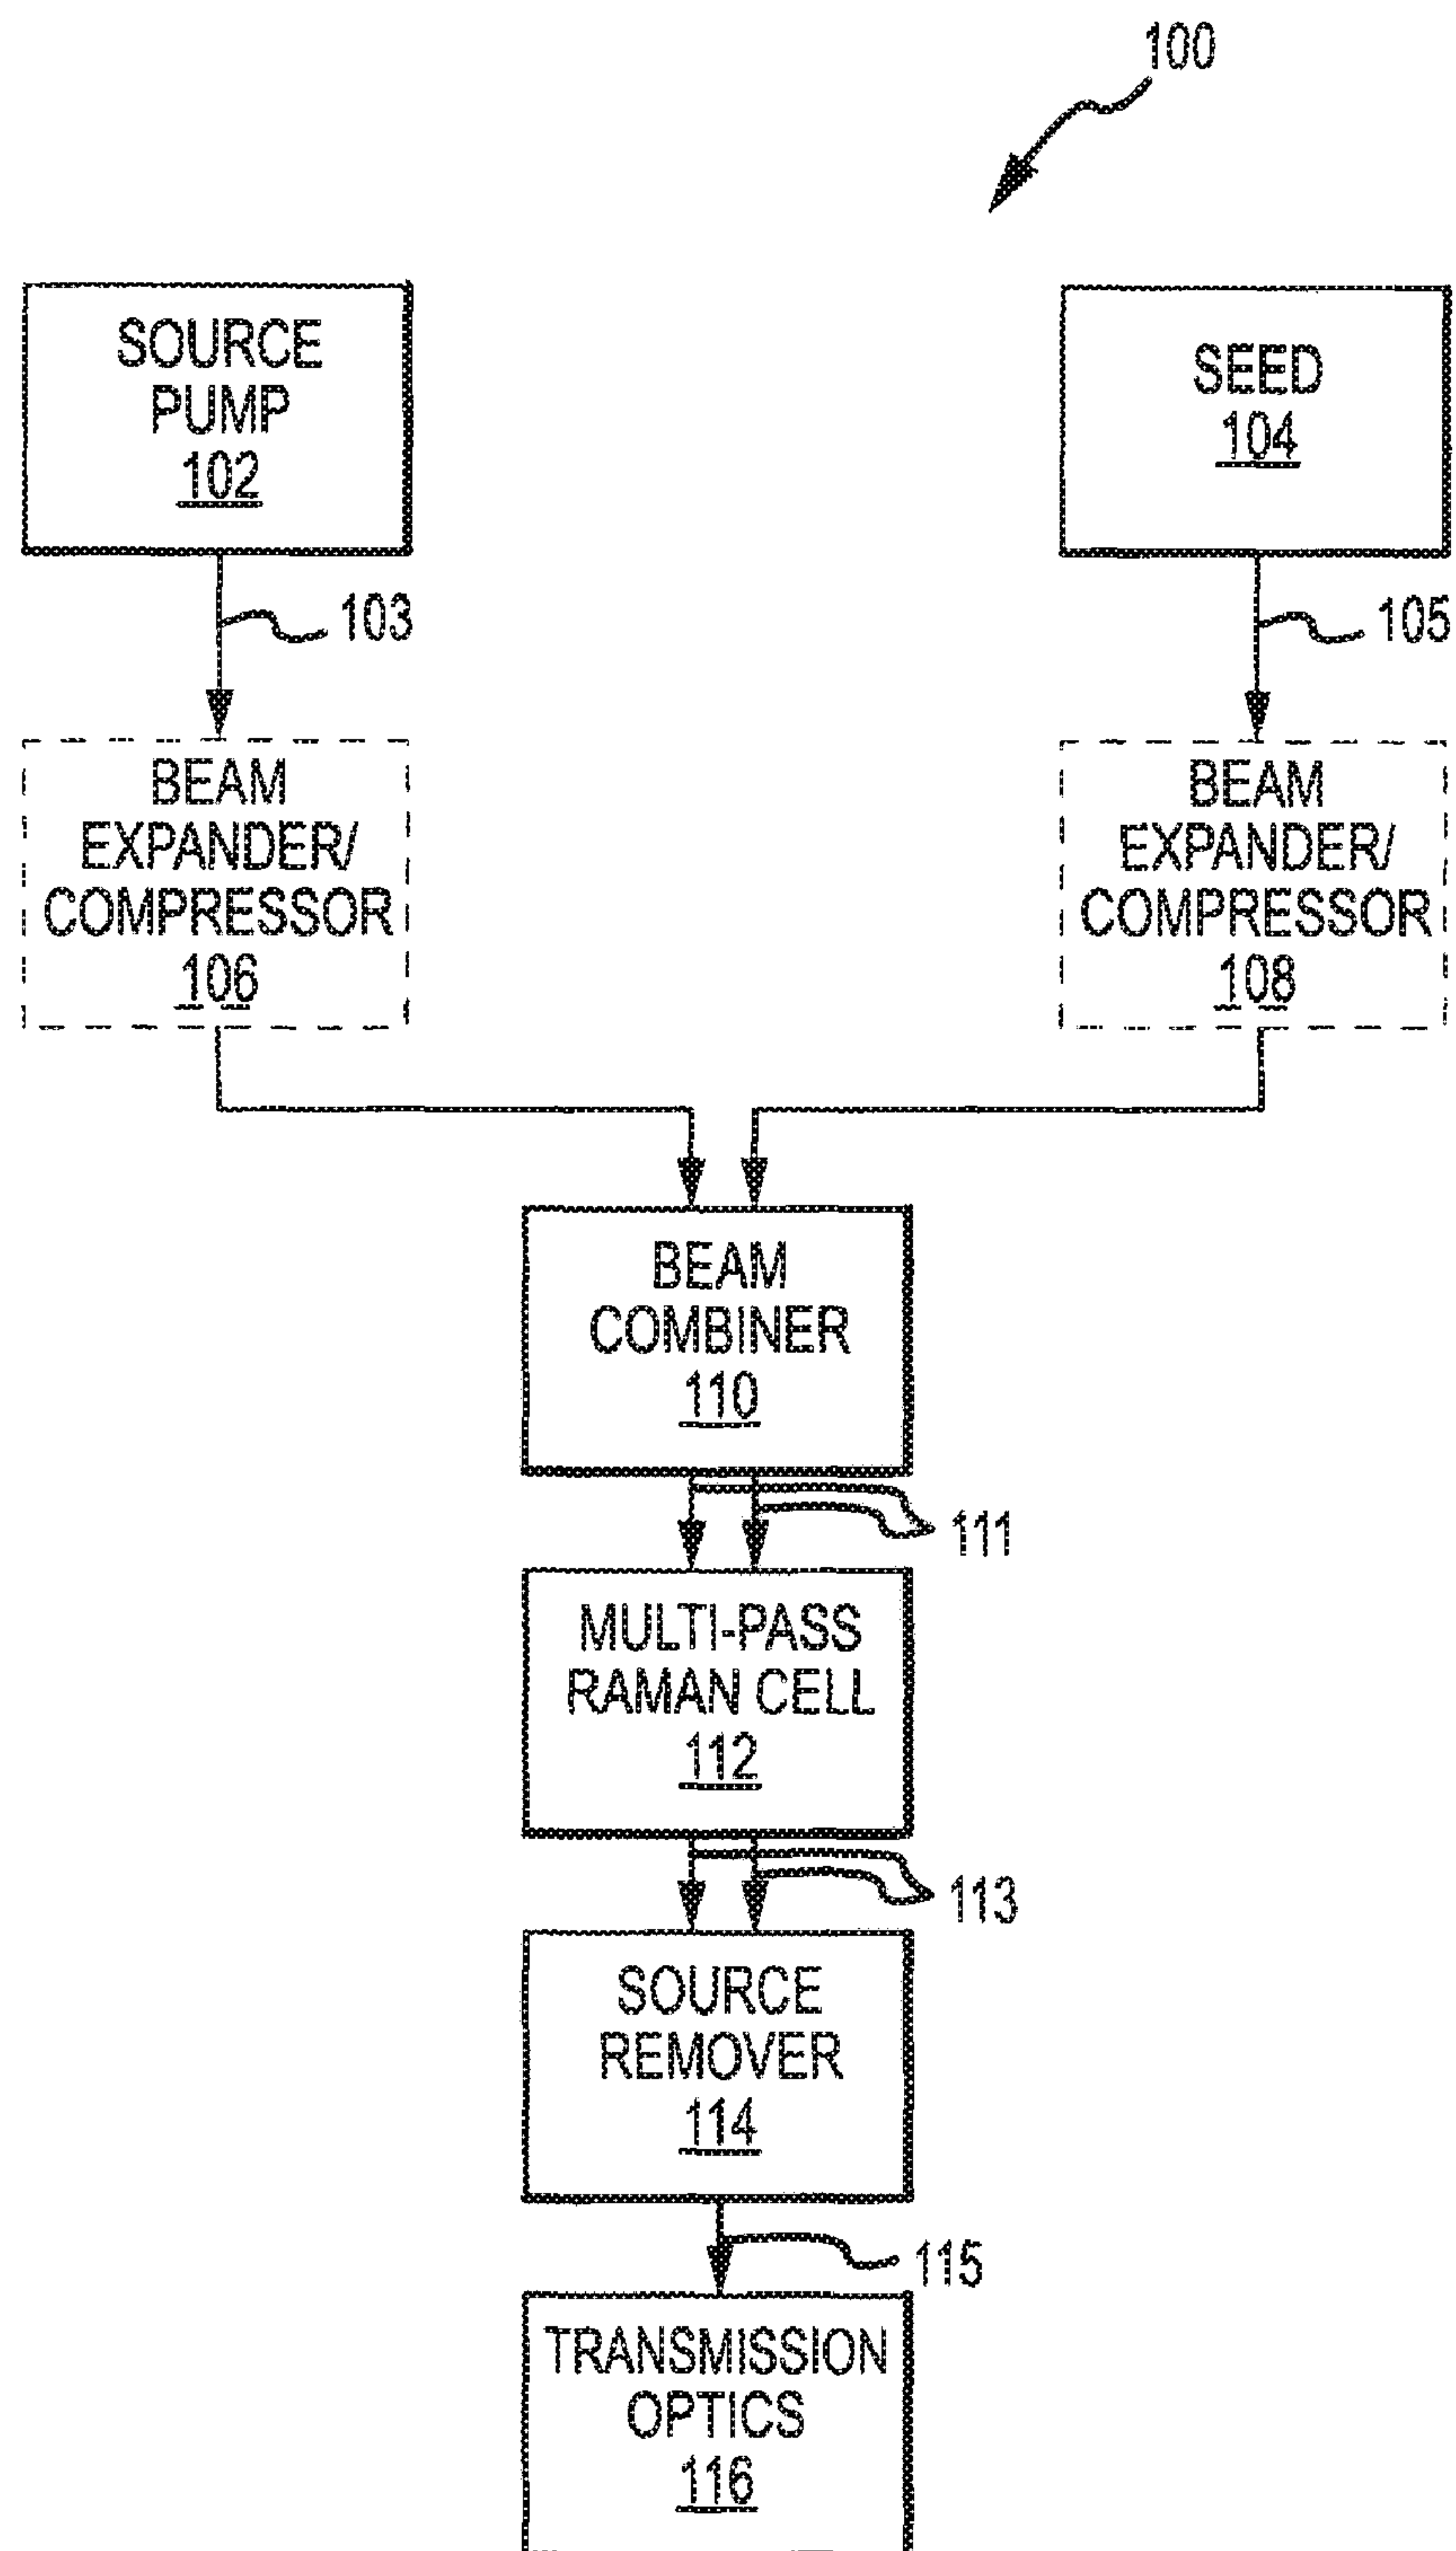 100
SOURCE
PUMP
102
SEED
104
103
105
BEAM
EXPANDER/
COMPRESSOR
106
BEAM
EXPANDER/
COMPRESSOR
108
BEAM
COMBINER
110
111
MULTI-PASS
RAMAN CELL
112
113
SOURCE
REMOVER
114
115
TRANSMISSION
OPTICS
116